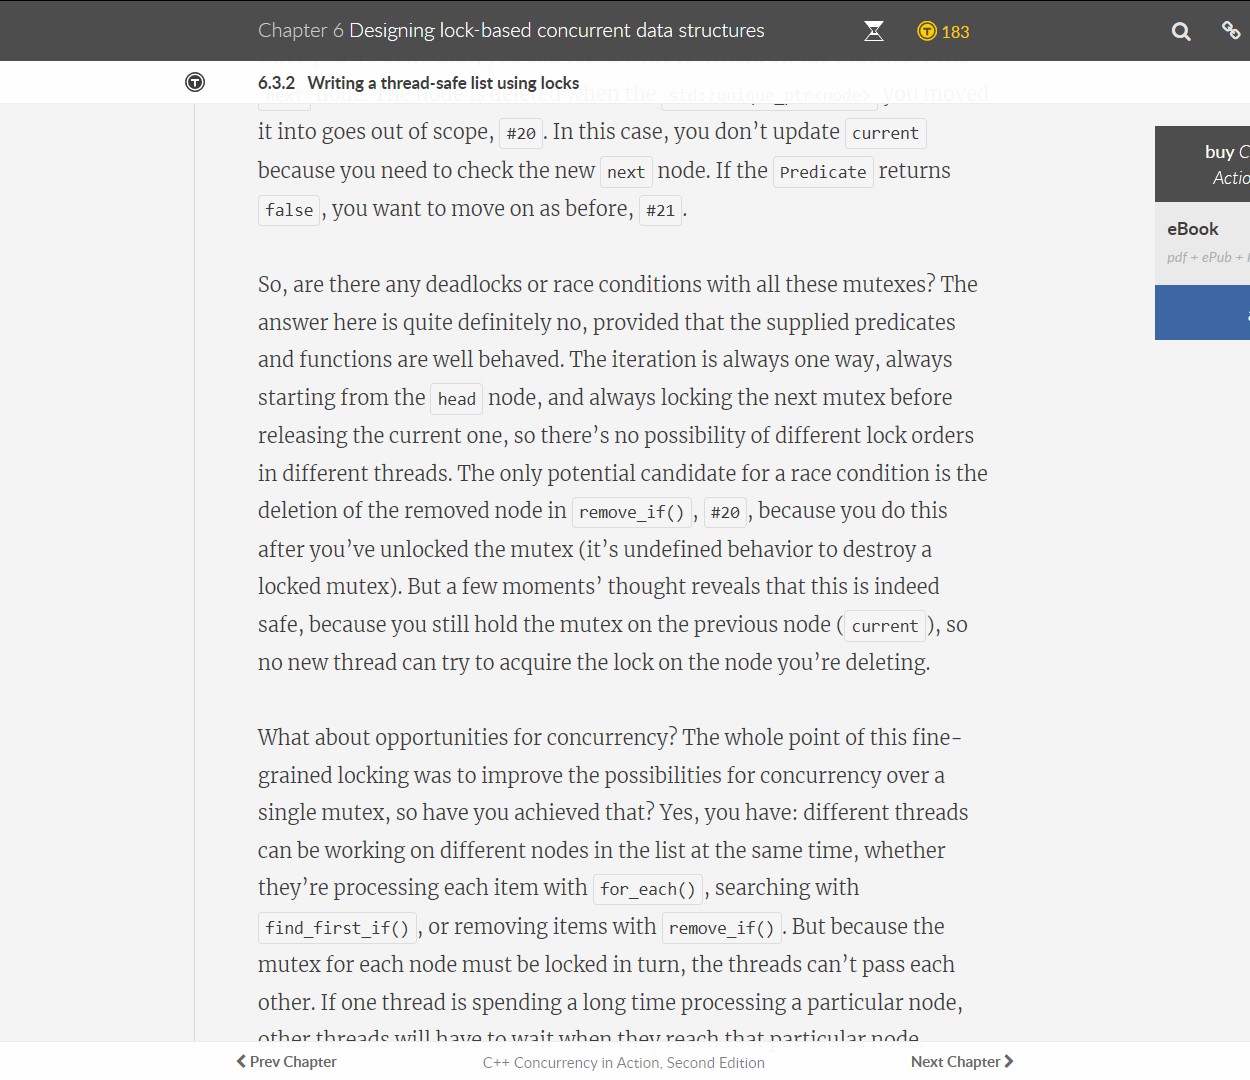 Chapter 6 Designing lock-based concurrent data structures
183
6.3.2 Writing a thread-safe list using locks
the std::unique_ptr<node> you moved
it into goes out of scope, #20. In this case, you don’t update current
because you need to check the new next node. If the Predicate returns
false, you want to move on as before, #21.
So, are there any deadlocks or race conditions with all these mutexes? The
answer here is quite definitely no, provided that the supplied predicates
and functions are well behaved. The iteration is always one way, always
starting from the head node, and always locking the next mutex before
releasing the current one, so there’s no possibility of different lock orders
in different threads. The only potential candidate for a race condition is the
deletion of the removed node in remove_if(), #20, because you do this
after you’ve unlocked the mutex (it’s undefined behavior to destroy a
locked mutex). But a few moments’ thought reveals that this is indeed
safe, because you still hold the mutex on the previous node (current), so
no new thread can try to acquire the lock on the node you’re deleting.
What about opportunities for concurrency? The whole point of this fine-
grained locking was to improve the possibilities for concurrency over a
single mutex, so have you achieved that? Yes, you have: different threads
can be working on different nodes in the list at the same time, whether
they’re processing each item with for_each(), searching with
find_first_if(), or removing items with remove_if(). But because the
mutex for each node must be locked in turn, the threads can’t pass each
other. If one thread is spending a long time processing a particular node,
other threads will have to wait when they reach that particular node.
buy C
Actio
eBook
pdf + ePub +
Prev Chapter
C++ Concurrency in Action, Second Edition
Next Chapter